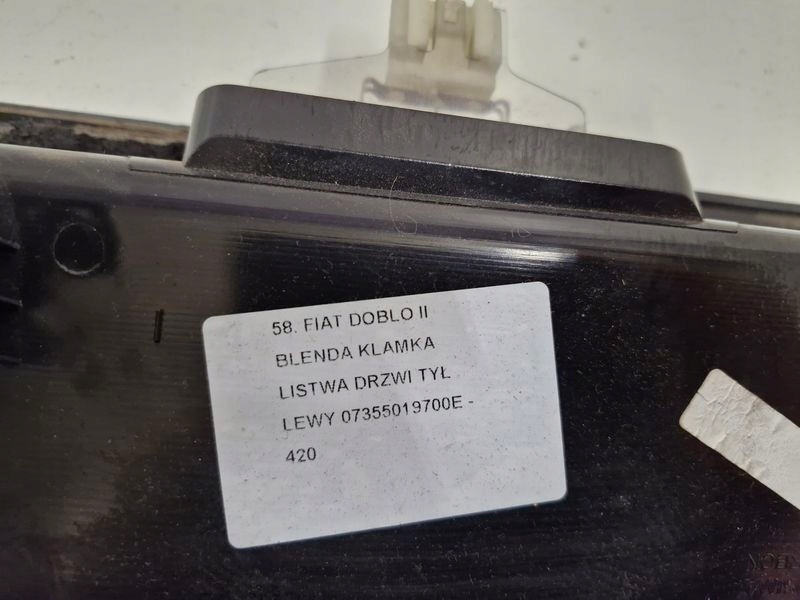 58. FIAT DOBLO II
BLENDA KLAMKA
LISTWA DRZWI TYŁ
LEWY 07355019700E -
420